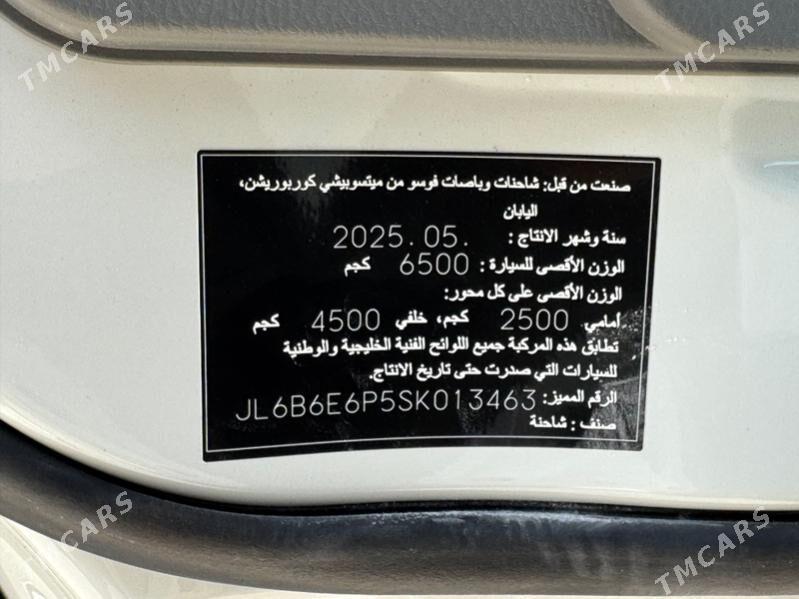 TMCARS
TMCARS
صنعت من قبل: شاحنات وباصات فوسو من ميتسوبيشي كوربوريشن،
اليابان
سنة وشهر الانتاج : 2025.05.
الوزن الأقصى للسيارة : 6500 كجم
الوزن الأقصى على كل محور:
أمامي 2500 كجم، خلفي 4500 كجم
تطابق هذه المركبة جميع اللوائح الفنية الخليجية والوطنية
للسيارات التي صدرت حتى تاريخ الانتاج.
الرقم المميز: JL6B6E6P5SK013463
صنف : شاحنة
TMCARS
TMCARS